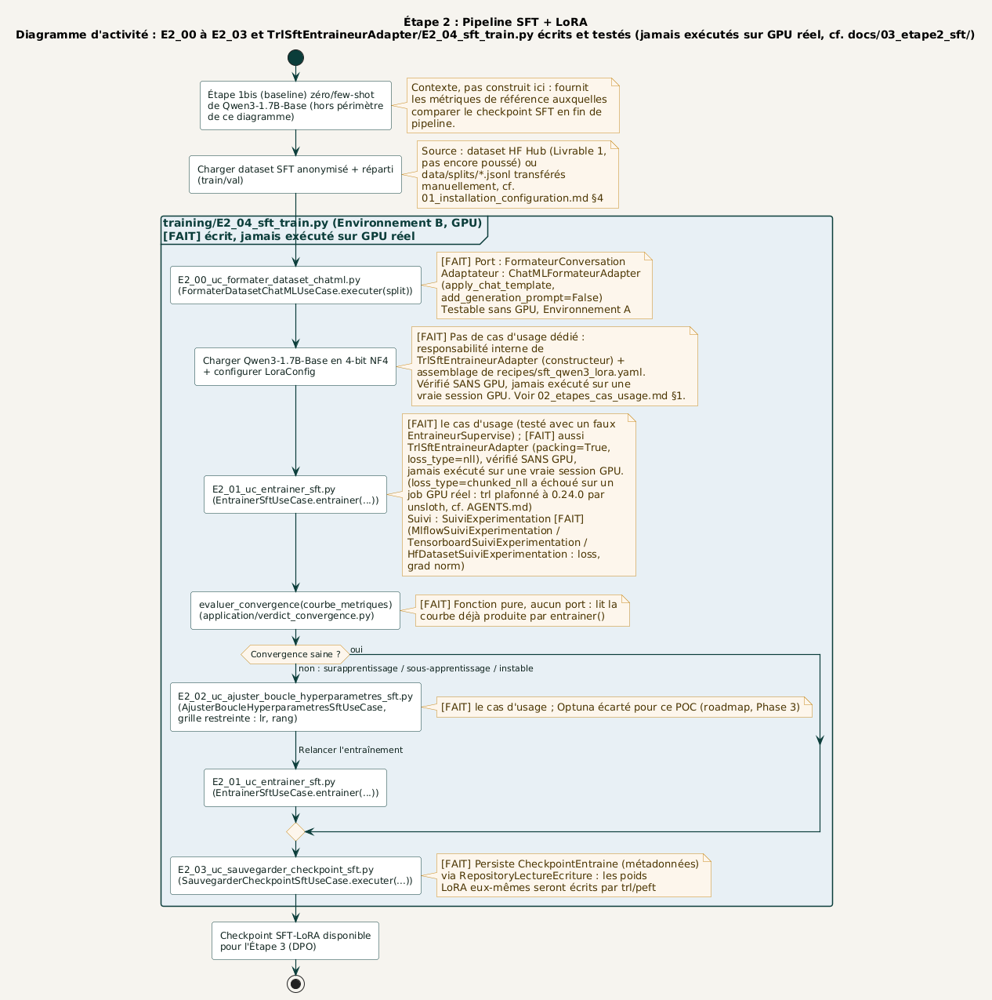 Étape 2 : Pipeline SFT + LoRA
Diagramme d'activité : E2_00 à E2_03 et TrlSftEntraineurAdapter/E2_04_sft_train.py écrits et testés (jamais exécutés sur GPU réel, cf. docs/03_etape2_sft/)
Étape 1bis (baseline) zéro/few-shot
de Qwen3-1.7B-Base (hors périmètre
de ce diagramme)
Contexte, pas construit ici : fournit
les métriques de référence auxquelles
comparer le checkpoint SFT en fin de
pipeline.
Charger dataset SFT anonymisé + réparti
(train/val)
Source : dataset HF Hub (Livrable 1,
pas encore poussé) ou
data/splits/*.jsonl transférés
manuellement, cf.
01_installation_configuration.md §4
training/E2_04_sft_train.py (Environnement B, GPU)
[FAIT] écrit, jamais exécuté sur GPU réel
E2_00_uc_formater_dataset_chatml.py
(FormaterDatasetChatMLUseCase.executer(split))
[FAIT] Port : FormateurConversation
Adaptateur : ChatMLFormateurAdapter
(apply_chat_template,
add_generation_prompt=False)
Testable sans GPU, Environnement A
Charger Qwen3-1.7B-Base en 4-bit NF4
+ configurer LoraConfig
[FAIT] Pas de cas d'usage dédié :
responsabilité interne de
TrlSftEntraineurAdapter (constructeur) +
assemblage de recipes/sft_qwen3_lora.yaml.
Vérifié SANS GPU, jamais exécuté sur une
vraie session GPU. Voir 02_etapes_cas_usage.md §1.
E2_01_uc_entrainer_sft.py
(EntrainerSftUseCase.entrainer(...))
[FAIT] le cas d'usage (testé avec un faux
EntraineurSupervise) ; [FAIT] aussi
TrlSftEntraineurAdapter (packing=True,
loss_type=nll), vérifié SANS GPU,
jamais exécuté sur une vraie session GPU.
(loss_type=chunked_nll a échoué sur un
job GPU réel : trl plafonné à 0.24.0 par
unsloth, cf. AGENTS.md)
Suivi : SuiviExperimentation [FAIT]
(MlflowSuiviExperimentation /
TensorboardSuiviExperimentation /
HfDatasetSuiviExperimentation : loss,
grad norm)
evaluer_convergence(courbe_metriques)
(application/verdict_convergence.py)
[FAIT] Fonction pure, aucun port : lit la
courbe déjà produite par entrainer()
Convergence saine ?
oui
non : surapprentissage / sous-apprentissage / instable
E2_02_uc_ajuster_boucle_hyperparametres_sft.py
(AjusterBoucleHyperparametresSftUseCase,
grille restreinte : lr, rang)
[FAIT] le cas d'usage ; Optuna écarté pour ce POC (roadmap, Phase 3)
Relancer l'entraînement
E2_01_uc_entrainer_sft.py
(EntrainerSftUseCase.entrainer(...))
E2_03_uc_sauvegarder_checkpoint_sft.py
(SauvegarderCheckpointSftUseCase.executer(...))
[FAIT] Persiste CheckpointEntraine (métadonnées)
via RepositoryLectureEcriture : les poids
LoRA eux-mêmes seront écrits par trl/peft
Checkpoint SFT-LoRA disponible
pour l'Étape 3 (DPO)